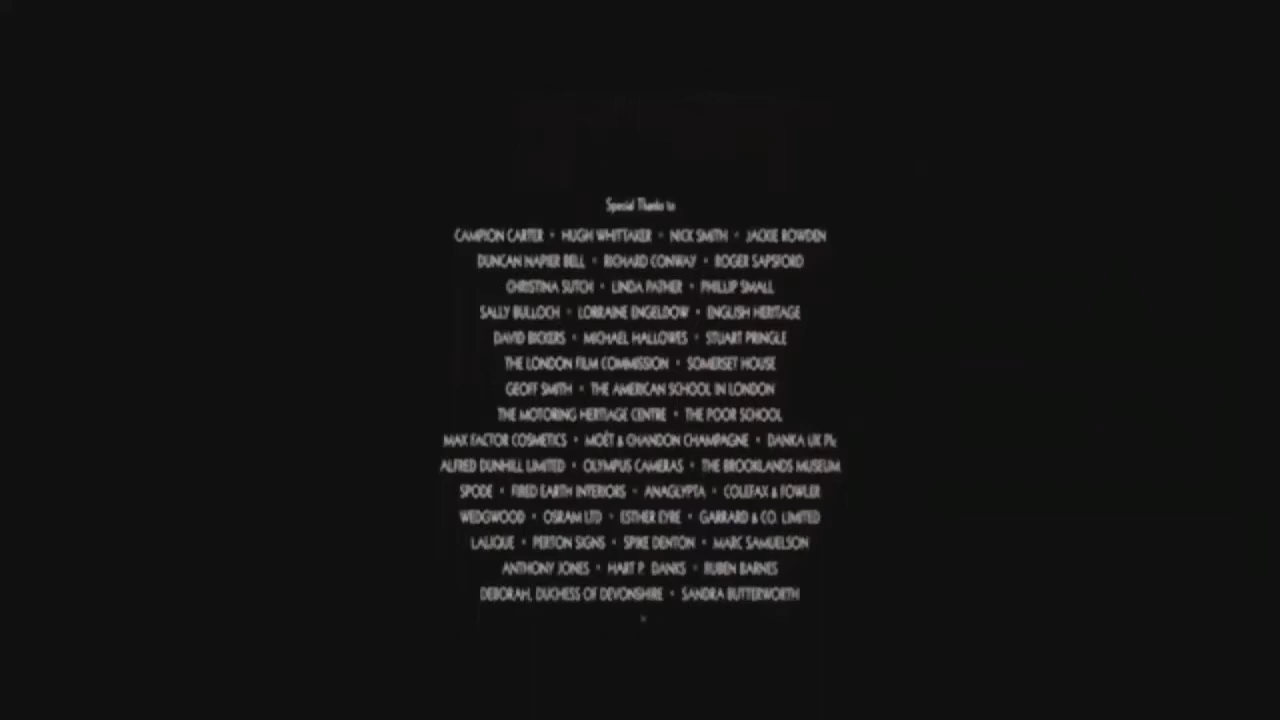 Special Thanks to
CAMPION CARTER • HUGH WHITTAKER • NICK SMITH • JACKIE BOWDEN
DUNCAN NAPIER BELL • RICHARD CONWAY • ROGER SAPSFORD
CHRISTINA SUTCH • LINDA PATHER • PHILLIP SMALL
SALLY BULLOCH • LORRAINE ENGELDOW • ENGLISH HERITAGE
DAVID BICKERS • MICHAEL HALLOWES • STUART PRINGLE
THE LONDON FILM COMMISSION • SOMERSET HOUSE
GEOFF SMITH • THE AMERICAN SCHOOL IN LONDON
THE MOTORING HERITAGE CENTRE • THE POOR SCHOOL
MAX FACTOR COSMETICS • MOËT & CHANDON CHAMPAGNE • DANKA UK Plc
ALFRED DUNHILL LIMITED • OLYMPUS CAMERAS • THE BROOKLANDS MUSEUM
SPODE • FIRED EARTH INTERIORS • ANAGLYPTA • COLEFAX & FOWLER
WEDGWOOD • OSRAM LTD • ESTHER EYRE • GARRARD & CO. LIMITED
LALIQUE • PERTON SIGNS • SPIKE DENTON • MARC SAMUELSON
ANTHONY JONES • HART P. DANKS • RUBEN BARNES
DEBORAH, DUCHESS OF DEVONSHIRE • SANDRA BUTTERWORTH